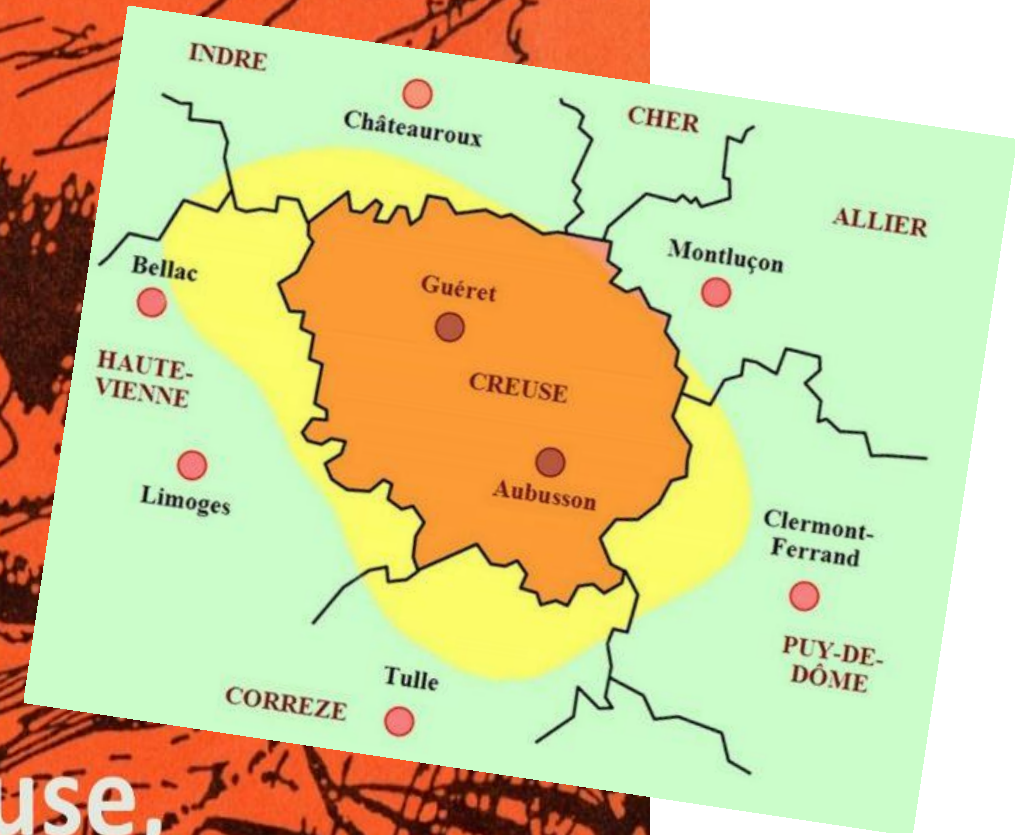 INDRE
Châteauroux
CHER
ALLIER
Montluçon
Bellac
Guéret
HAUTE-
VIENNE
CREUSE
Aubusson
Limoges
Clermont-
Ferrand
PUY-DE-
DÔME
Tulle
CORREZE
use.